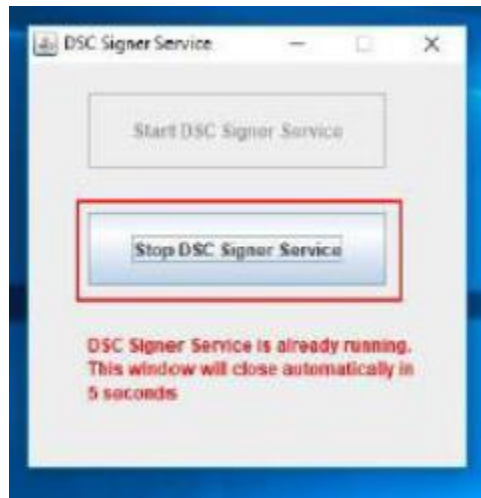 DSC Signer Service
Start DSC Signer Service
Stop DSC Signer Service
DSC Signer Service is already running.
This window will close automatically in
5 seconds